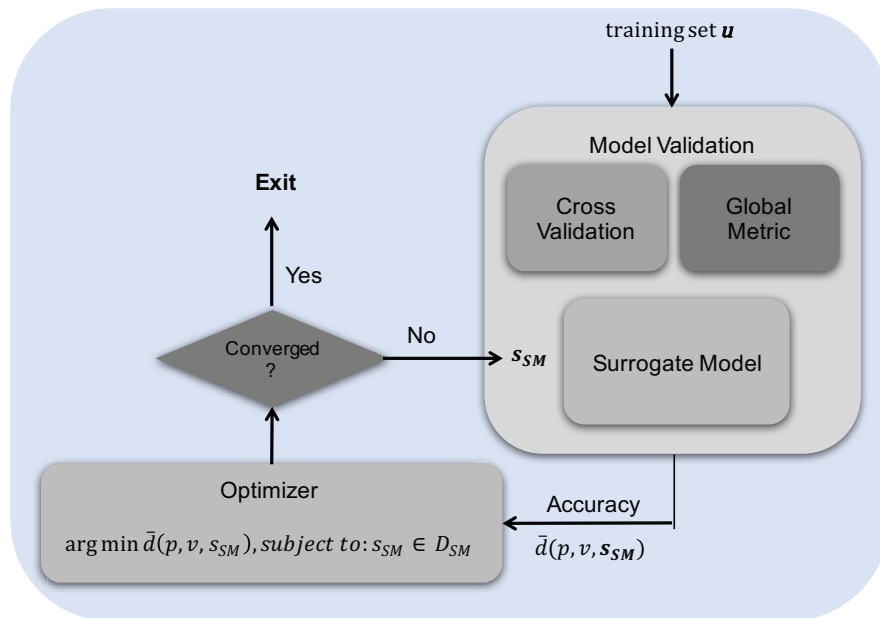 training set u
Model Validation
Cross
Validation
Global
Metric
Surrogate Model
s_SM
Exit
Yes
No
Converged
?
Optimizer
arg min d̄(p, v, s_SM), subject to: s_SM ∈ D_SM
Accuracy
d̄(p, v, s_SM)